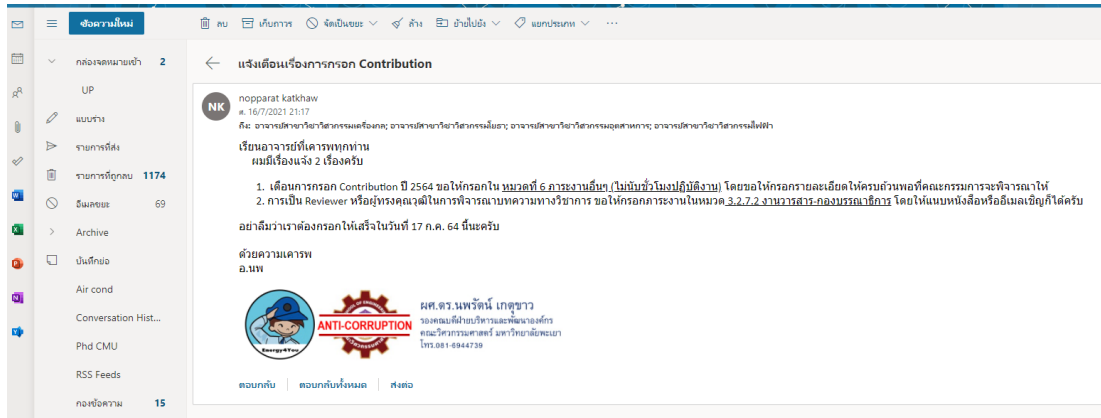 ข้อความใหม่
ลบ เก็บถาวร จัดเป็นขยะ ล้าง ย้ายไปยัง แยกประเภท ...
กล่องจดหมายเข้า 2
UP
แบบร่าง
รายการที่ส่ง
รายการที่ถูกลบ 1174
อีเมลขยะ 69
Archive
บันทึกย่อ
Air cond
Conversation Hist...
Phd CMU
RSS Feeds
กองข้อความ 15
แจ้งเตือนเรื่องการกรอก Contribution
NK
nopparat katkhaw
ศ. 16/7/2021 21:17
ถึง: อาจารย์สาขาวิชาวิศวกรรมเครื่องกล; อาจารย์สาขาวิชาวิศวกรรมโยธา; อาจารย์สาขาวิชาวิศวกรรมอุตสาหการ; อาจารย์สาขาวิชาวิศวกรรมไฟฟ้า
เรียนอาจารย์ที่เคารพทุกท่าน
ผมมีเรื่องแจ้ง 2 เรื่องครับ
1. เตือนการกรอก Contribution ปี 2564 ขอให้กรอกใน หมวดที่ 6 ภาระงานอื่นๆ (ไม่นับชั่วโมงปฏิบัติงาน) โดยขอให้กรอกรายละเอียดให้ครบถ้วนพอที่คณะกรรมการจะพิจารณาให้
2. การเป็น Reviewer หรือผู้ทรงคุณวุฒิในการพิจารณาบทความทางวิชาการ ขอให้กรอกภาระงานในหมวด 3.2.7.2 งานวารสาร-กองบรรณาธิการ โดยให้แนบหนังสือหรืออีเมลเชิญก็ได้ครับ
อย่าลืมว่าเราต้องกรอกให้เสร็จในวันที่ 17 ก.ค. 64 นี้นะครับ
ด้วยความเคารพ
อ.นพ
Energy4You
ANTI-CORRUPTION
ผศ.ดร.นพรัตน์ เกตุขาว
รองคณบดีฝ่ายบริหารและพัฒนาองค์กร
คณะวิศวกรรมศาสตร์ มหาวิทยาลัยพะเยา
โทร.081-6944739
ตอบกลับ ตอบกลับทั้งหมด ส่งต่อ